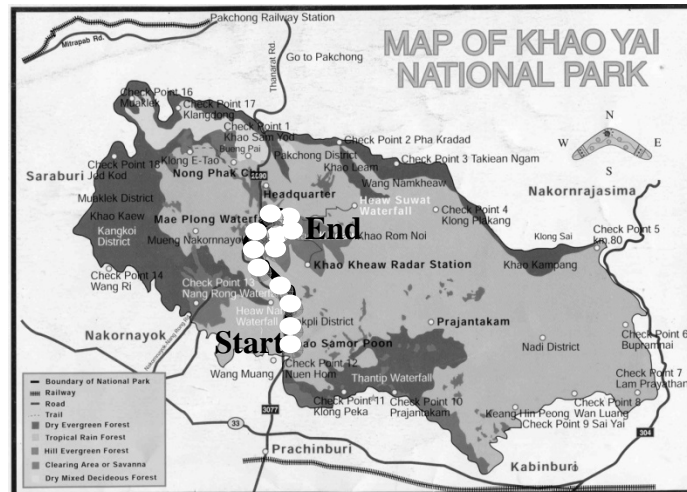 Pakchong Railway Station
Mitrapab Rd.
Thanarat Rd.
Go to Pakchong
MAP OF KHAO YAI
NATIONAL PARK
N
W E
S
Check Point 16
Muaklek
Check Point 17
Klangdong
Check Point 1
Khao Sam Yod
Buong Pai
Check Point 2 Pha Kradad
Pakchong District
Khao Leam
Check Point 3 Takiean Ngam
Check Point 18
Jed Kod
Klong E-Tao
Nong Phak
Wang Namkheaw
Saraburi
Nakornrajasima
Muaklek District
Headquarter
Heaw Suwat
Waterfall
Check Point 4
Klong Plakang
Khao Kaew
Mae Plong Waterfall
End
Kangkoi
District
Mueng Nakornnayok
Khao Rom Noi
Klong Sai
Check Point 5
km.80
Check Point 14
Wang Ri
Khao Kheaw Radar Station
Khao Kampang
Check Point 13
Nang Rong Waterfall
Heaw
Waterfall
District
Prajantakam
Nakornayok
Start
Samor Poon
Nadi District
Check Point 6
Bupramnai
Wang Muang
Check Point 12
Nuen Hom
Thantip Waterfall
Check Point 7
Lam Prayathan
Check Point 11
Klong Peka
Check Point 10
Prajantakam
Keang Hin Peong
Check Point 8
Wan Luang
Check Point 9 Sai Yai
3077
33
304
Prachinburi
Kabinburi
Boundary of National Park
Railway
Road
Trail
Dry Evergreen Forest
Tropical Rain Forest
Hill Evergreen Forest
Clearing Area or Savanna
Dry Mixed Decideous Forest